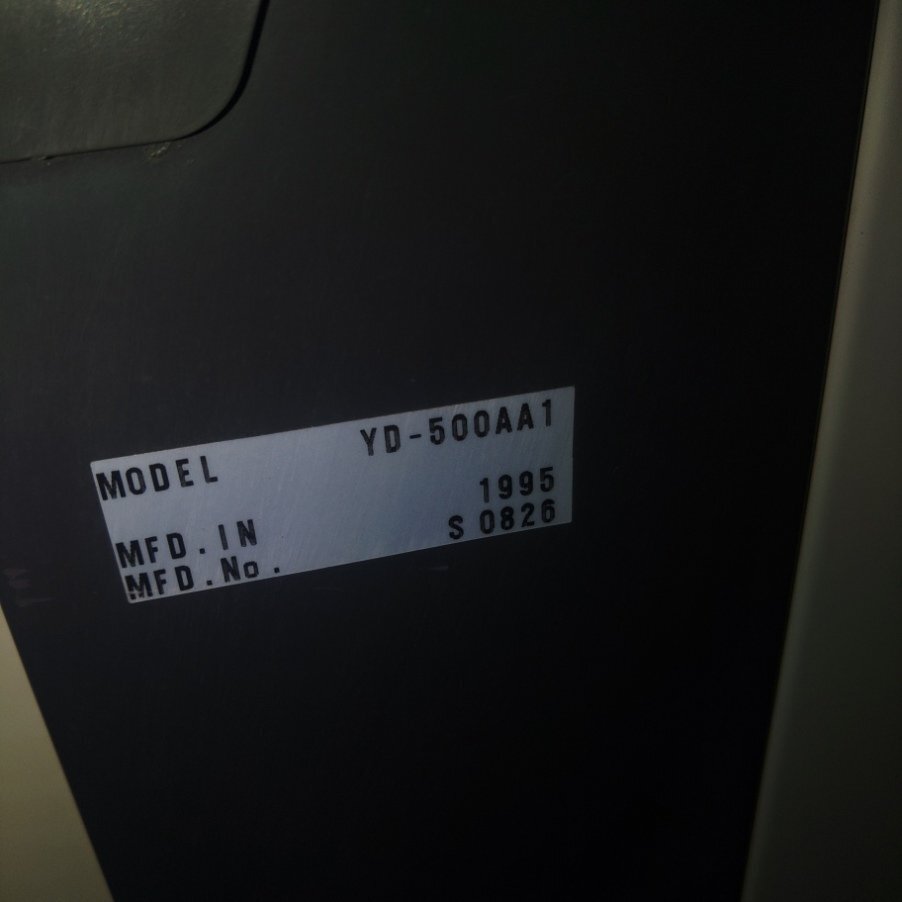 MODEL YD-500AA1
MFD.IN 1995
MFD.No. S 0826